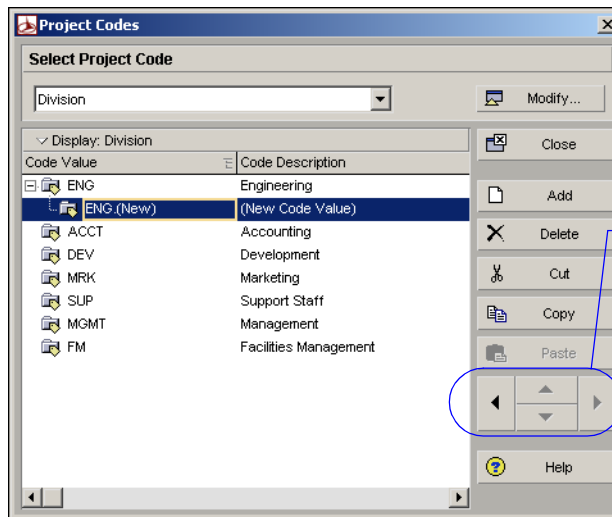 Project Codes
Select Project Code
Division
Modify...
Display: Division
Close
Code Value Code Description
ENG Engineering
Add
ENG.(New) (New Code Value)
ACCT Accounting
Delete
DEV Development
MRK Marketing
Cut
SUP Support Staff
Copy
MGMT Management
FM Facilities Management
Paste
Help